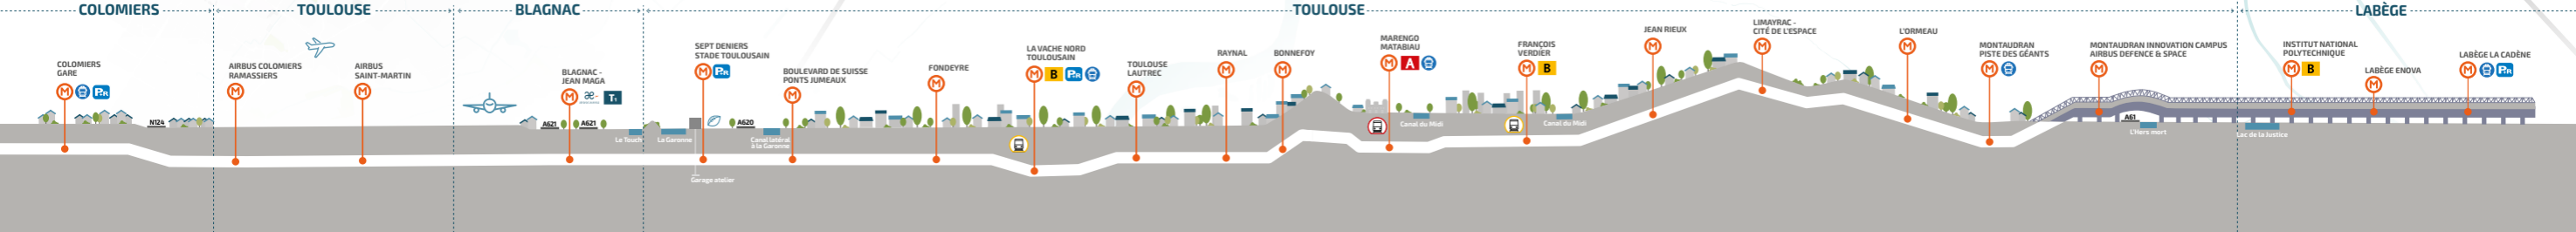 COLOMIERS
TOULOUSE
BLAGNAC
TOULOUSE
LABÈGE
COLOMIERS
GARE
M P+R
N124
AIRBUS COLOMIERS
RAMASSIERS
M
AIRBUS
SAINT-MARTIN
M
BLAGNAC -
JEAN MAGA
M
A621
A621
Le Touch
La Garonne
SEPT DENIERS
STADE TOULOUSAIN
M P+R
Garage atelier
A620
Canal latéral
à la Garonne
BOULEVARD DE SUISSE
PONTS JUMEAUX
M
FONDEYRE
M
LA VACHE NORD
TOULOUSAIN
M B P+R
TOULOUSE
LAUTREC
M
RAYNAL
M
BONNEFOY
M
MARENGO
MATABIAU
M A
Canal du Midi
FRANÇOIS
VERDIER
M B
Canal du Midi
JEAN RIEUX
M
LIMAYRAC -
CITÉ DE L'ESPACE
M
L'ORMEAU
M
MONTAUDRAN
PISTE DES GÉANTS
M
MONTAUDRAN INNOVATION CAMPUS
AIRBUS DEFENCE & SPACE
M
A61
L'Hers mort
Lac de la Justice
INSTITUT NATIONAL
POLYTECHNIQUE
M B
LABÈGE ENOVA
M
LABÈGE LA CADÈNE
M P+R